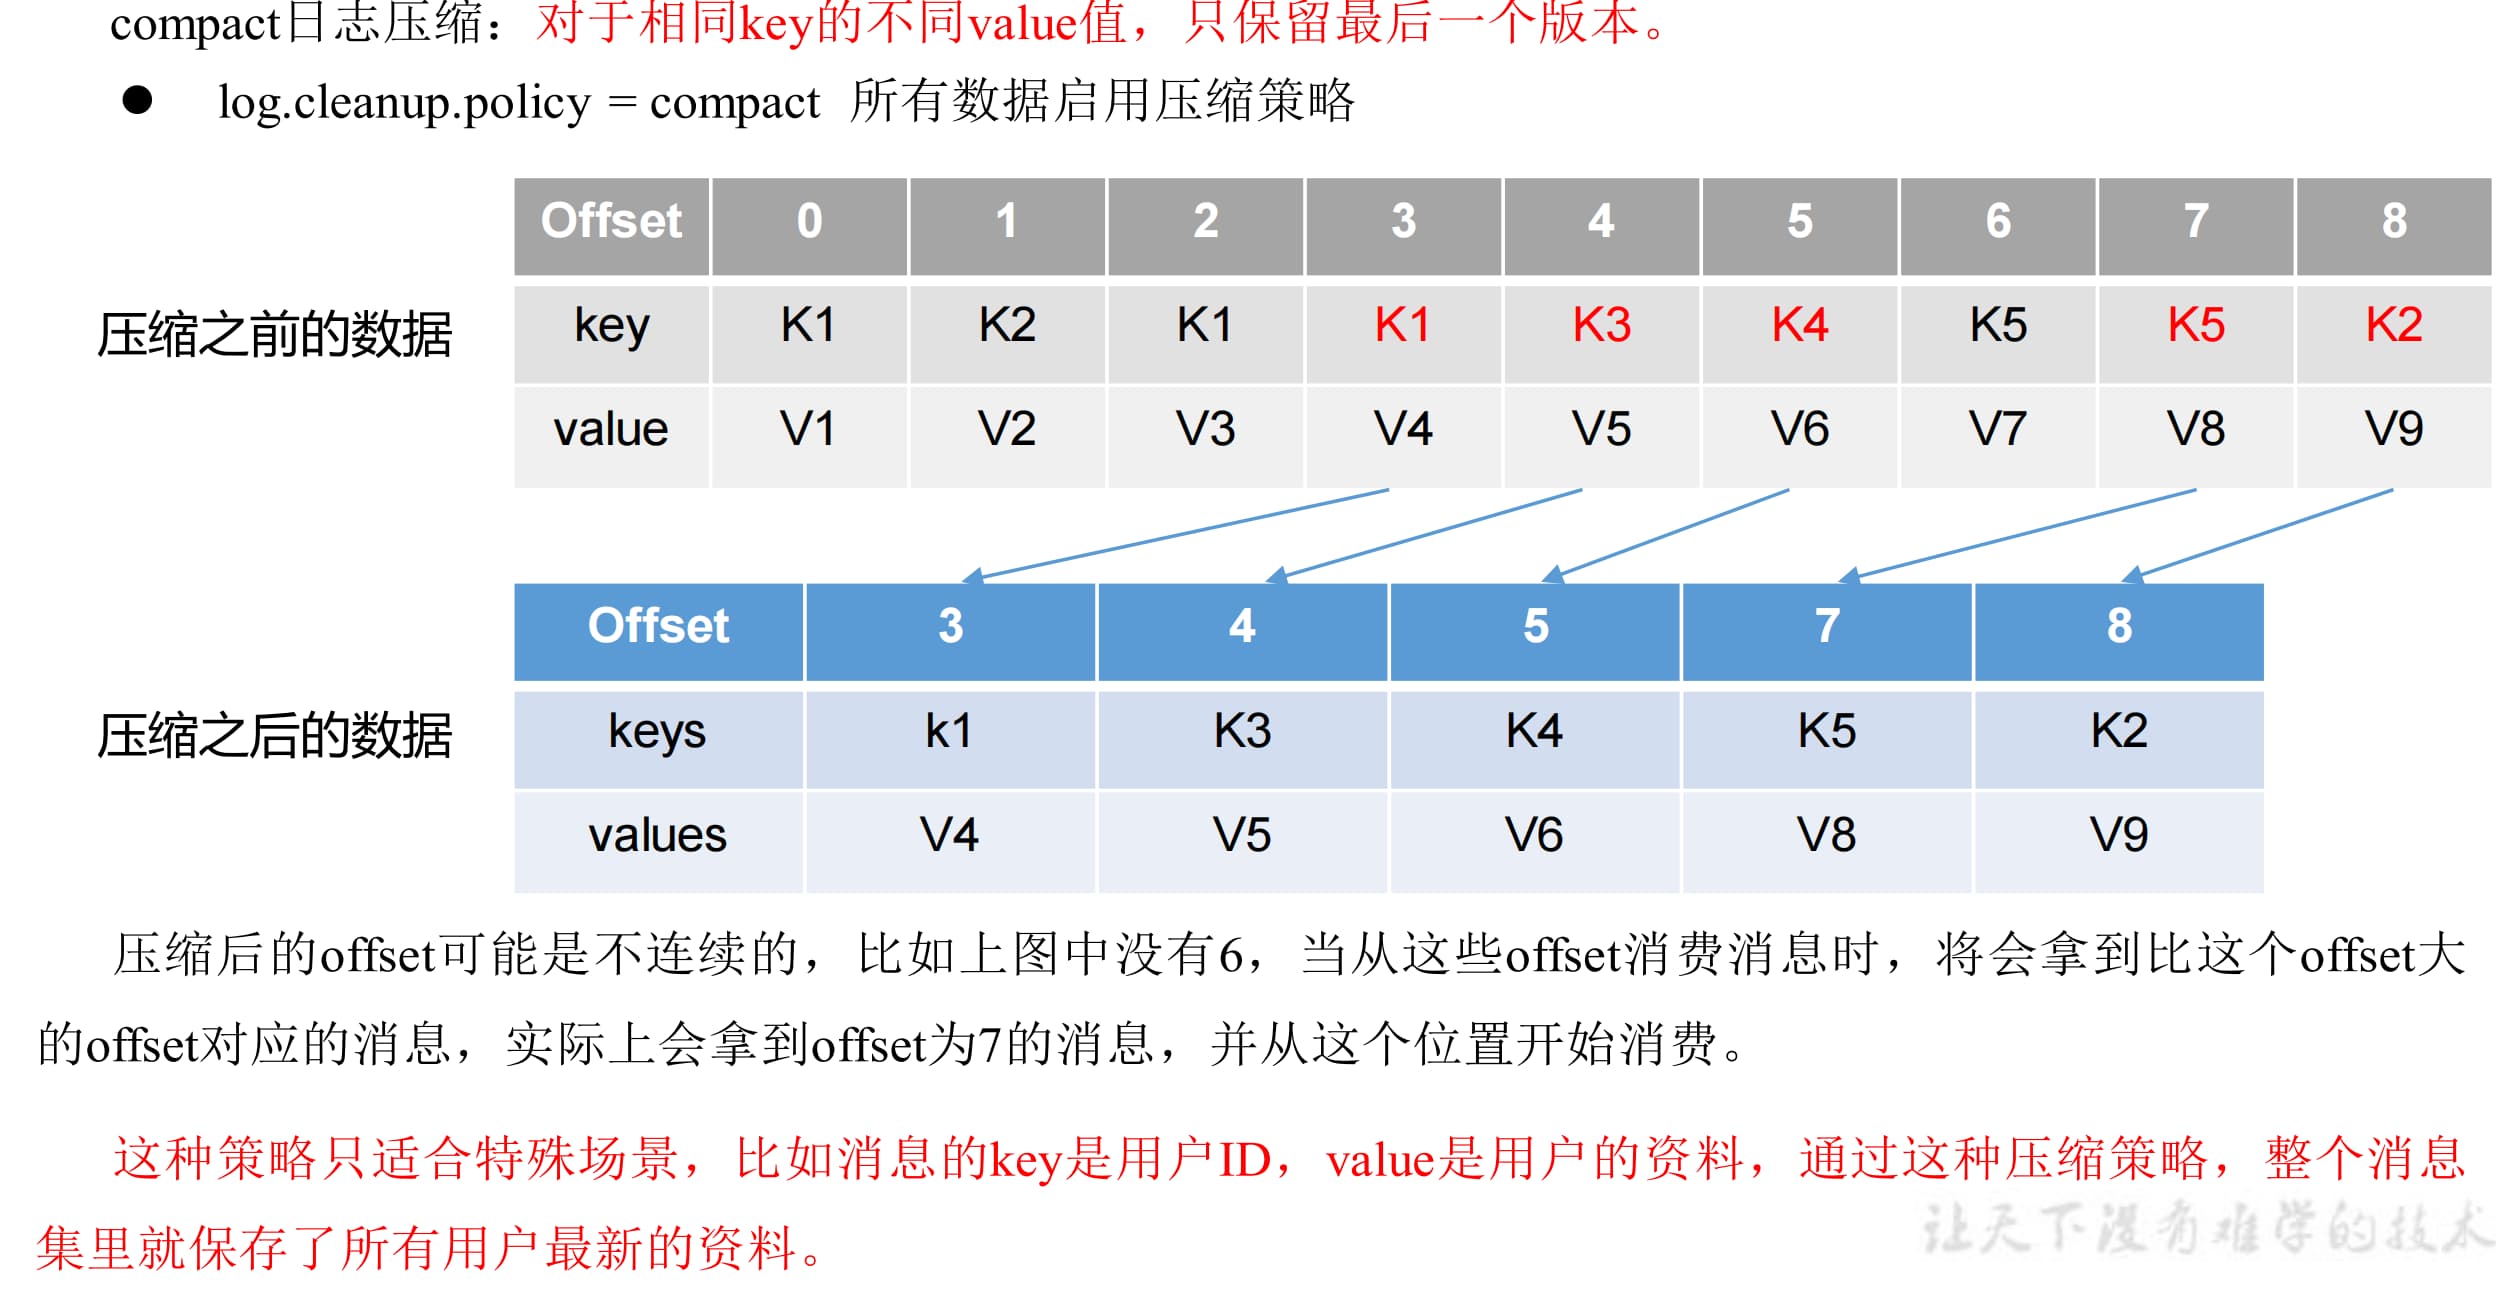 compact日志压缩：对于相同key的不同value值，只保留最后一个版本。
● log.cleanup.policy = compact 所有数据启用压缩策略
Offset 0 1 2 3 4 5 6 7 8
压缩之前的数据 key K1 K2 K1 K1 K3 K4 K5 K5 K2
value V1 V2 V3 V4 V5 V6 V7 V8 V9
Offset 3 4 5 7 8
压缩之后的数据 keys k1 K3 K4 K5 K2
values V4 V5 V6 V8 V9
压缩后的offset可能是不连续的，比如上图中没有6，当从这些offset消费消息时，将会拿到比这个offset大
的offset对应的消息，实际上会拿到offset为7的消息，并从这个位置开始消费。
这种策略只适合特殊场景，比如消息的key是用户ID，value是用户的资料，通过这种压缩策略，整个消息
集里就保存了所有用户最新的资料。
让天下没有难学的技术